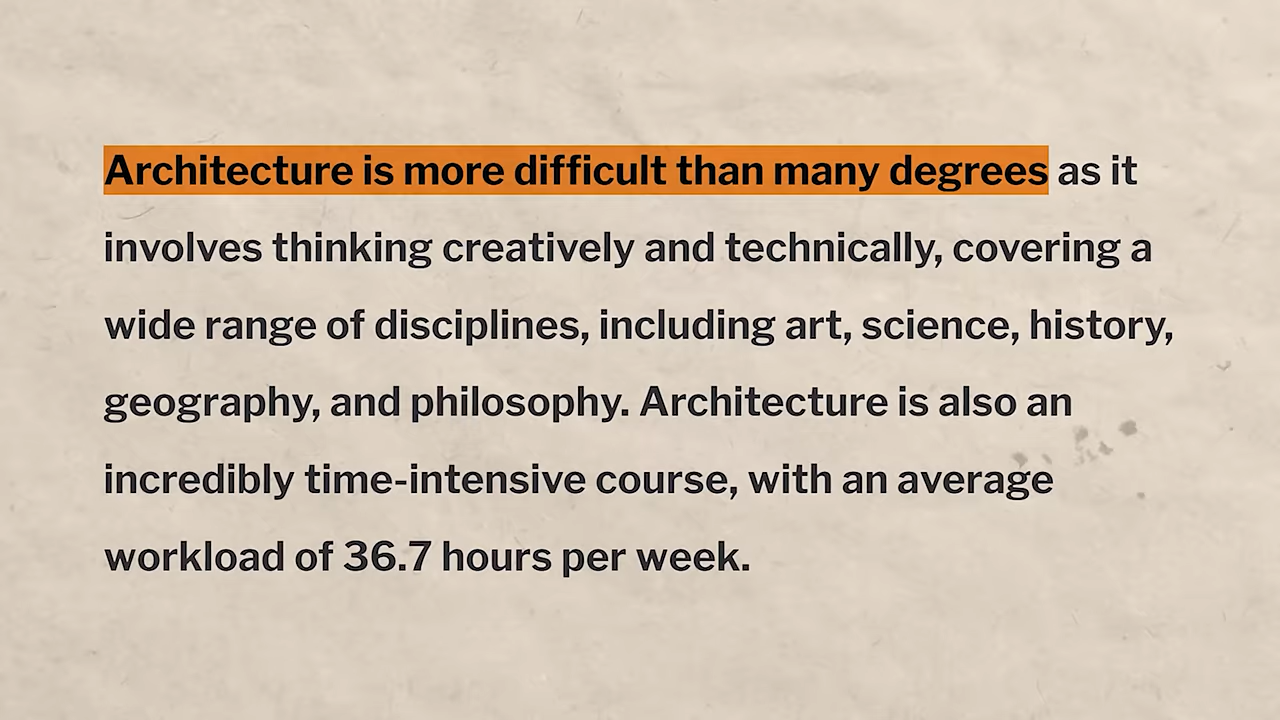 Architecture is more difficult than many degrees as it
involves thinking creatively and technically, covering a
wide range of disciplines, including art, science, history,
geography, and philosophy. Architecture is also an
incredibly time-intensive course, with an average
workload of 36.7 hours per week.